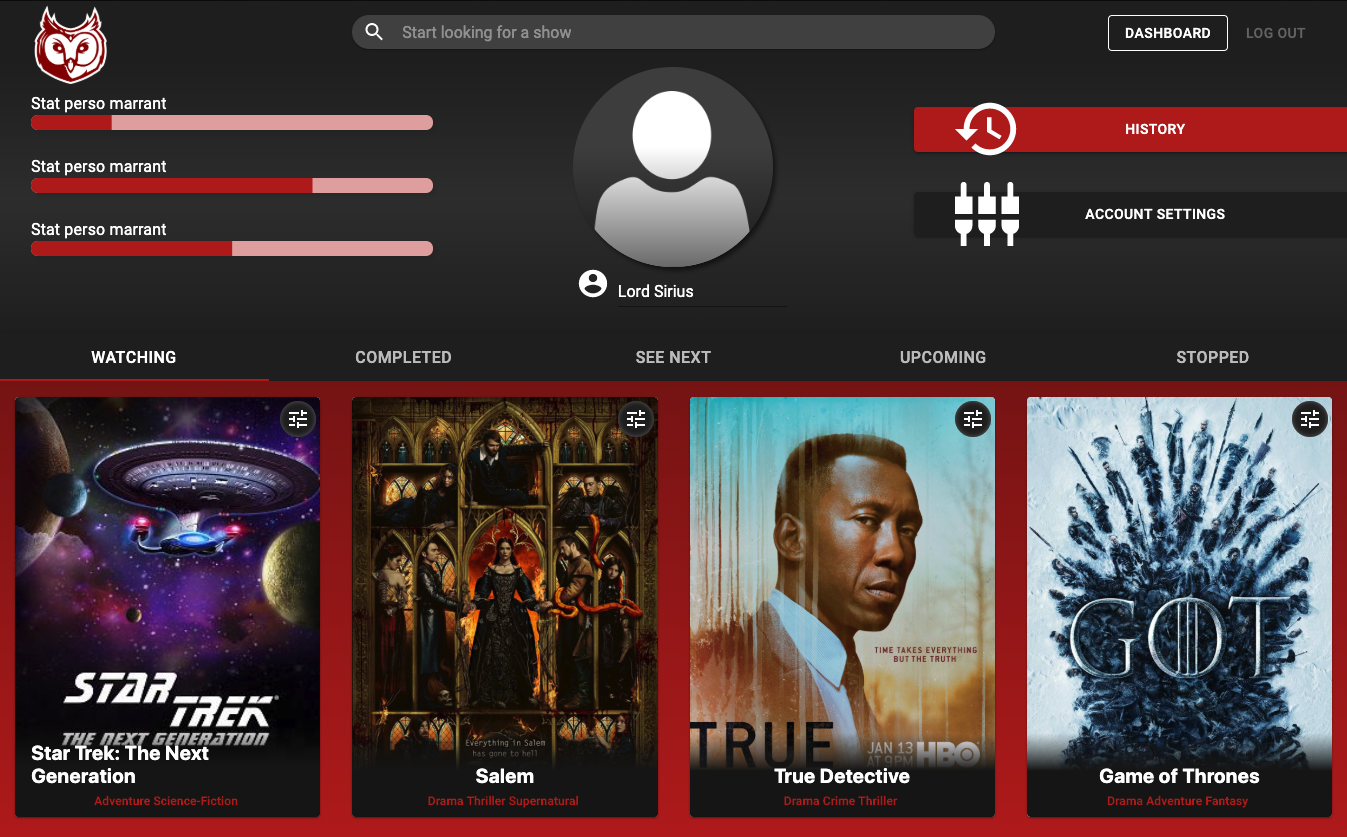 Start looking for a show
DASHBOARD
LOG OUT
Stat perso marrant
Stat perso marrant
Stat perso marrant
HISTORY
ACCOUNT SETTINGS
Lord Sirius
WATCHING
COMPLETED
SEE NEXT
UPCOMING
STOPPED
STAR
TREK
THE NEXT GENERATION
Star Trek: The Next
Generation
Adventure Science-Fiction
Everything in Salem
has gone to hell
Salem
Drama Thriller Supernatural
TIME TAKES EVERYTHING
BUT THE TRUTH
TRUE
JAN 13
AT 9PM HBO
True Detective
Drama Crime Thriller
GOT
Game of Thrones
Drama Adventure Fantasy